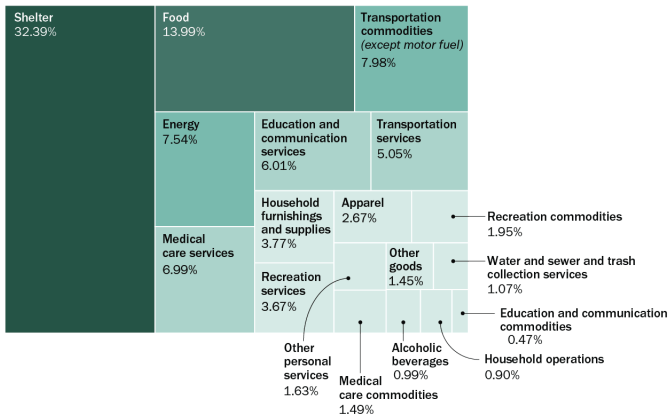 Shelter
32.39%
Food
13.99%
Transportation
commodities
(except motor fuel)
7.98%
Energy
7.54%
Education and
communication
services
6.01%
Transportation
services
5.05%
Medical
care services
6.99%
Household
furnishings
and supplies
3.77%
Apparel
2.67%
Recreation commodities
1.95%
Recreation
services
3.67%
Other
goods
1.45%
Water and sewer and trash
collection services
1.07%
Education and communication
commodities
0.47%
Other
personal
services
1.63%
Medical
care commodities
1.49%
Alcoholic
beverages
0.99%
Household operations
0.90%